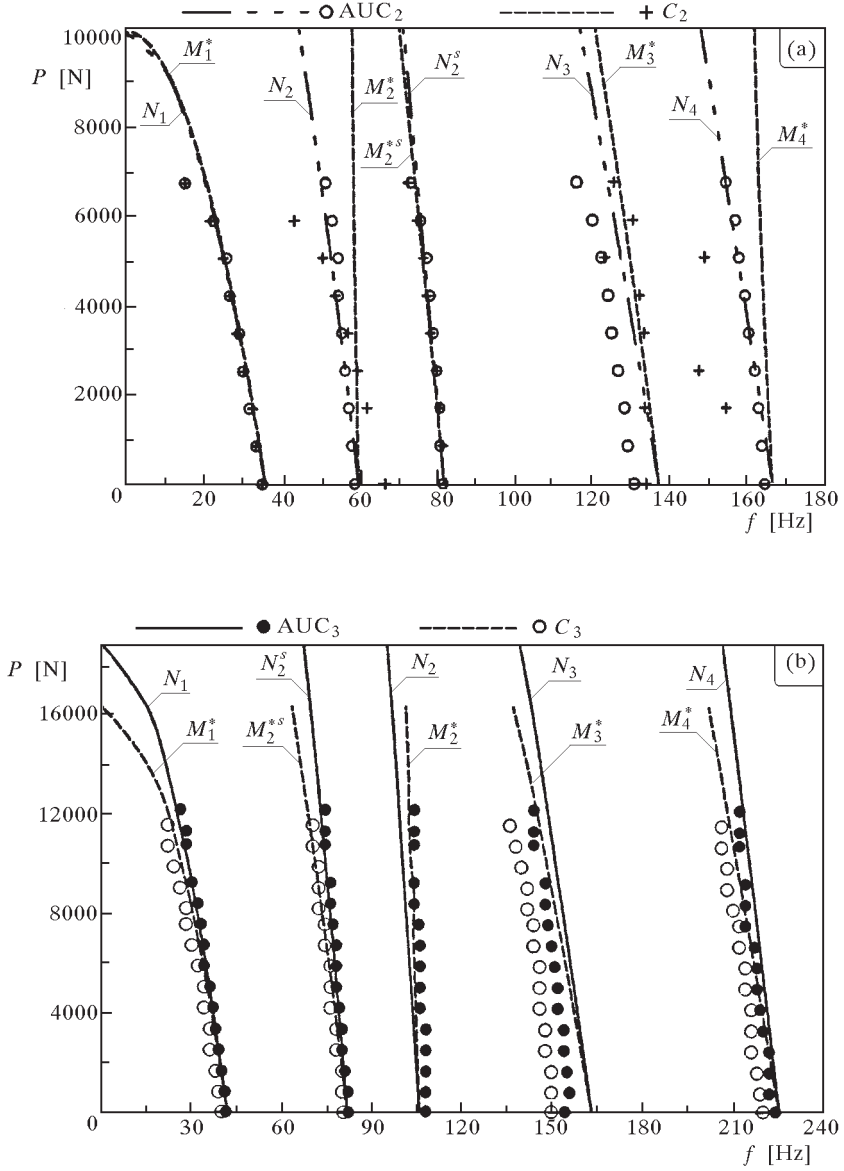 AUC₂ C₂
10000 (a)
P [N] M₁* N₂ M₂* N₂ˢ N₃ M₃* N₄
N₁
8000
M₂*ˢ M₄*
6000
4000
2000
0 20 40 60 80 100 120 140 160 180
f [Hz]
AUC₃ C₃
P [N] (b)
N₁ N₂ˢ N₂ N₃ N₄
16000
M₁* M₂*ˢ M₂* M₃* M₄*
12000
8000
4000
0
30 60 90 120 150 180 210 240
f [Hz]